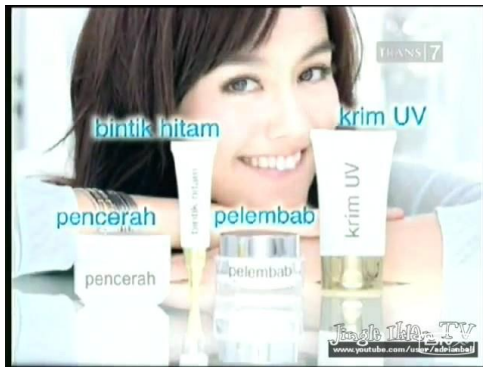 TRANS|7
krim UV
bintik hitam
pencerah
pelembab
bintik hitam
krim UV
pencerah
pelembab
Jingle Iklan TV
www.youtube.com/user/adrianball